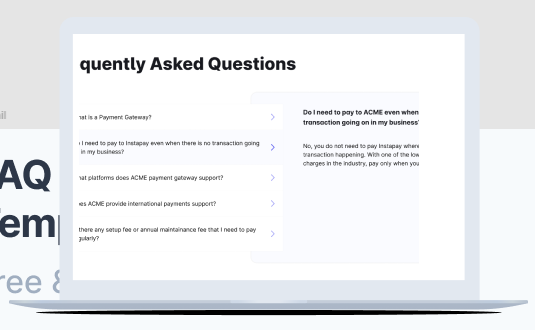 quently Asked Questions
at is a Payment Gateway?
I need to pay to Instapay even when there is no transaction going
in my business?
at platforms does ACME payment gateway support?
es ACME provide international payments support?
there any setup fee or annual maintainance fee that I need to pay
gularly?
Do I need to pay to ACME even when
transaction going on in my business
No, you do not need to pay Instapay where
transaction happening. With one of the low
charges in the industry, pay only when you
il
AQ
Temp
ree &